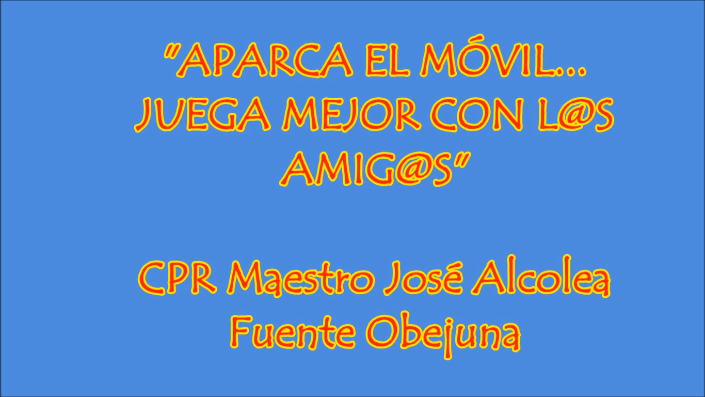 "APARCA EL MÓVIL...
JUEGA MEJOR CON L@S
AMIG@S"
CPR Maestro José Alcolea
Fuente Obejuna